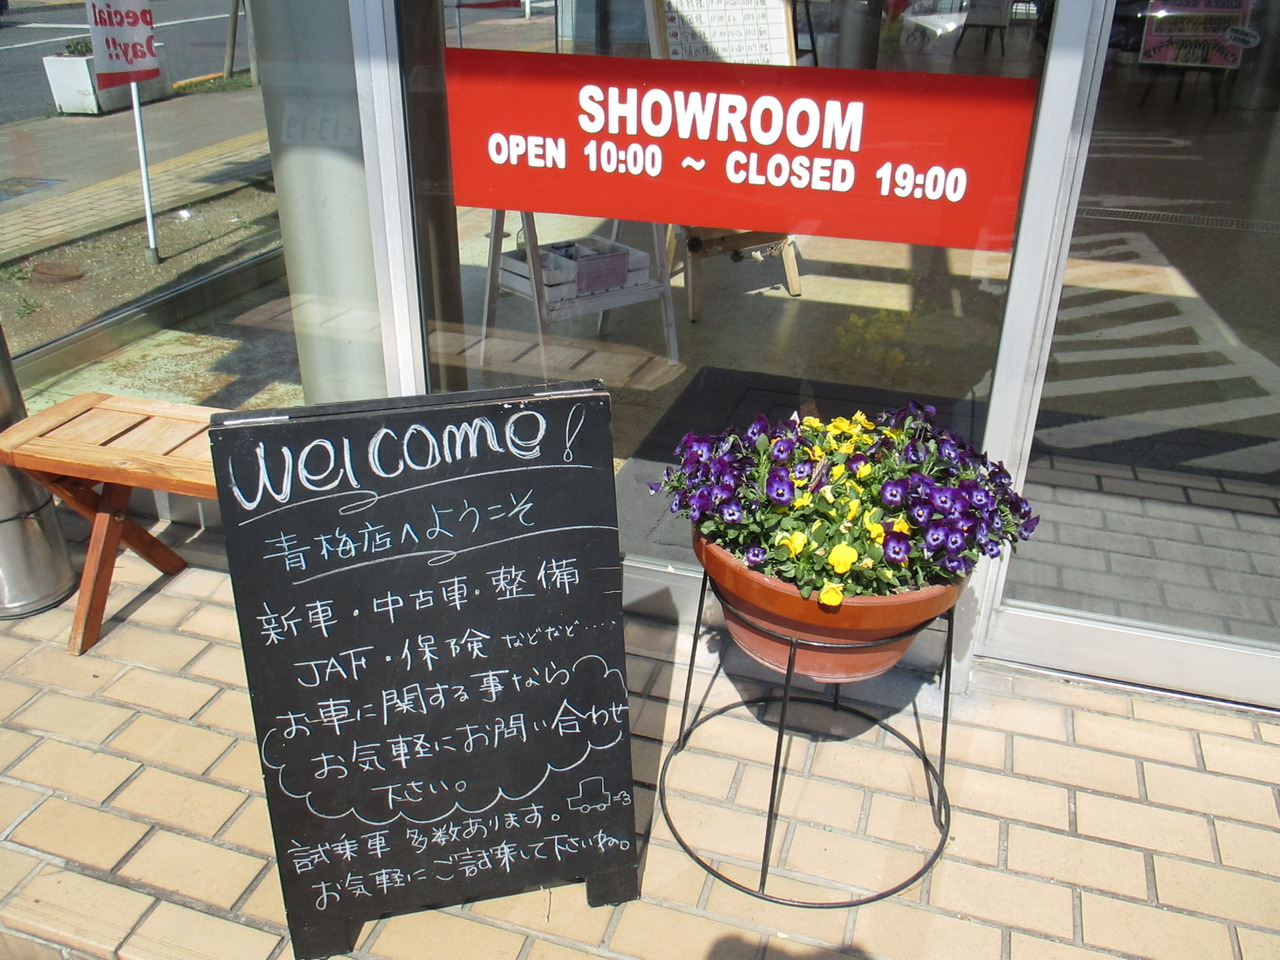 pecial
Day!!
SHOWROOM
OPEN 10:00 ~ CLOSED 19:00
Welcome!
青梅店へようこそ
新車・中古車・整備
JAF・保険 などなど・・・・
お車に関する事なら
お気軽にお問い合わせ
下さい。
試乗車 多数あります。
お気軽にご試乗して下さいね。